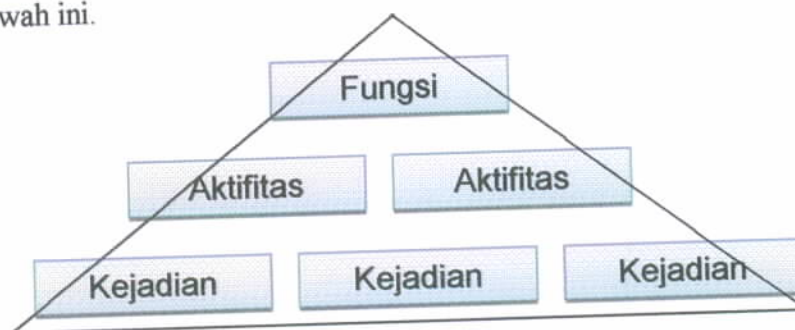 wah ini.
Fungsi
Aktifitas Aktifitas
Kejadian Kejadian Kejadian